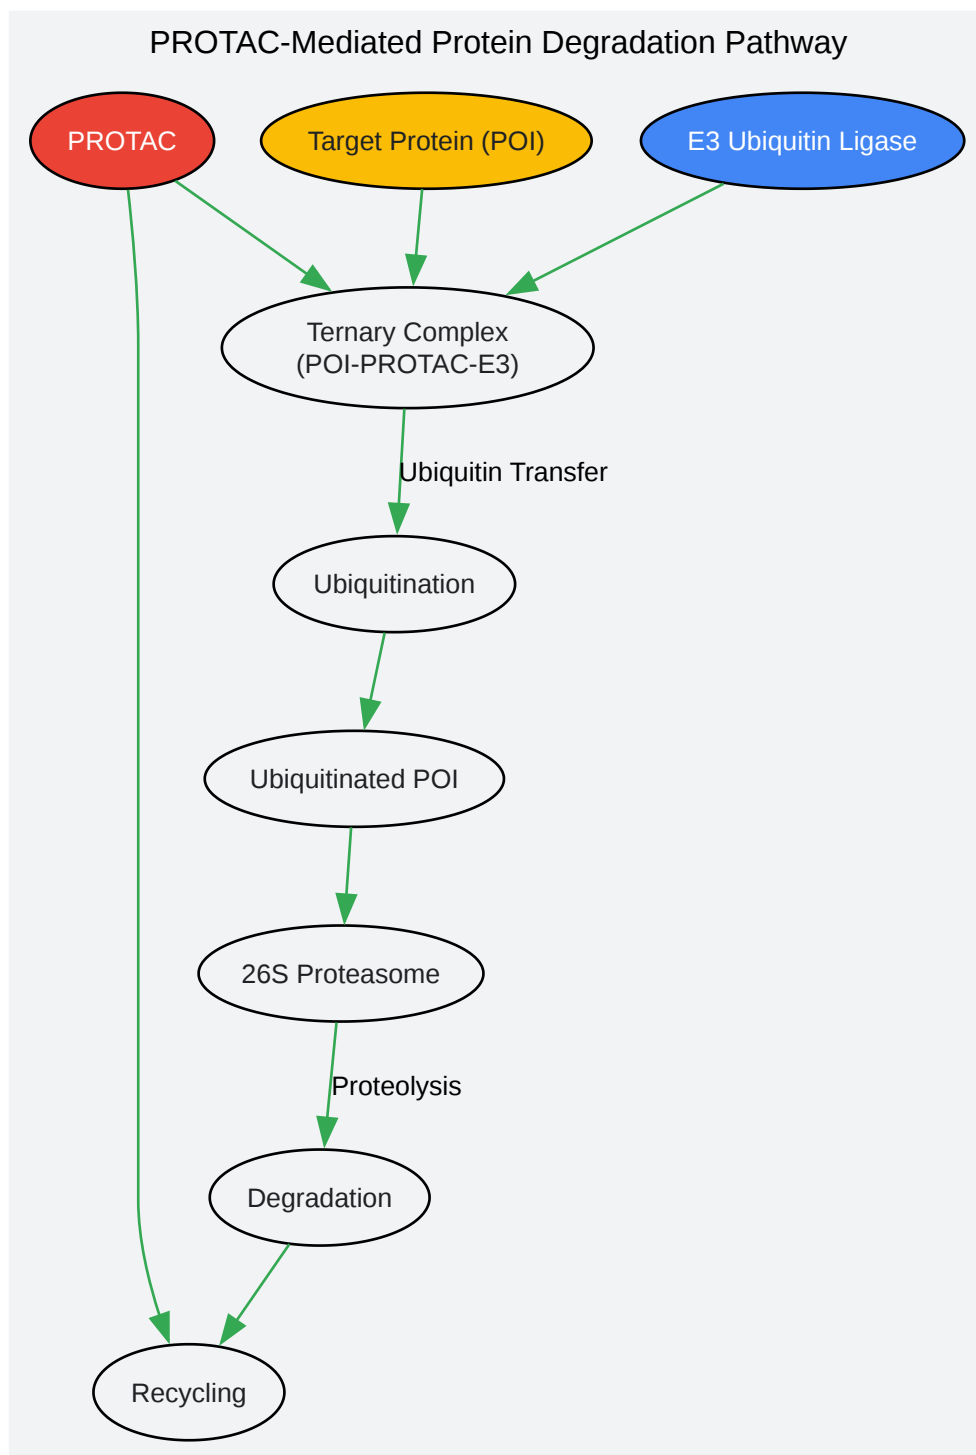 PROTAC-Mediated Protein Degradation Pathway
PROTAC
Target Protein (POI)
E3 Ubiquitin Ligase
Ternary Complex
(POI-PROTAC-E3)
Ubiquitin Transfer
Ubiquitination
Ubiquitinated POI
26S Proteasome
Proteolysis
Degradation
Recycling